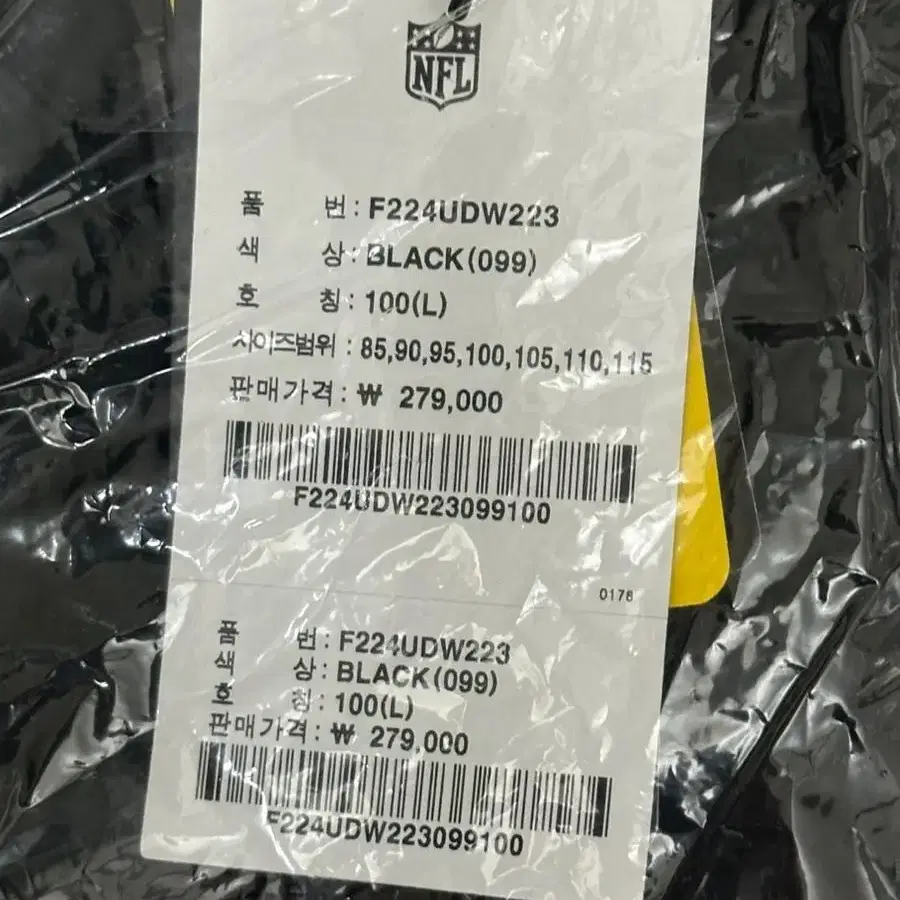 NFL
품 번 : F224UDW223
색 상 : BLACK(099)
호 칭 : 100(L)
사이즈범위 : 85,90,95,100,105,110,115
판매가격 : ₩ 279,000
F224UDW223099100
0178
품 번 : F224UDW223
색 상 : BLACK(099)
호 칭 : 100(L)
판매가격 : ₩ 279,000
F224UDW223099100